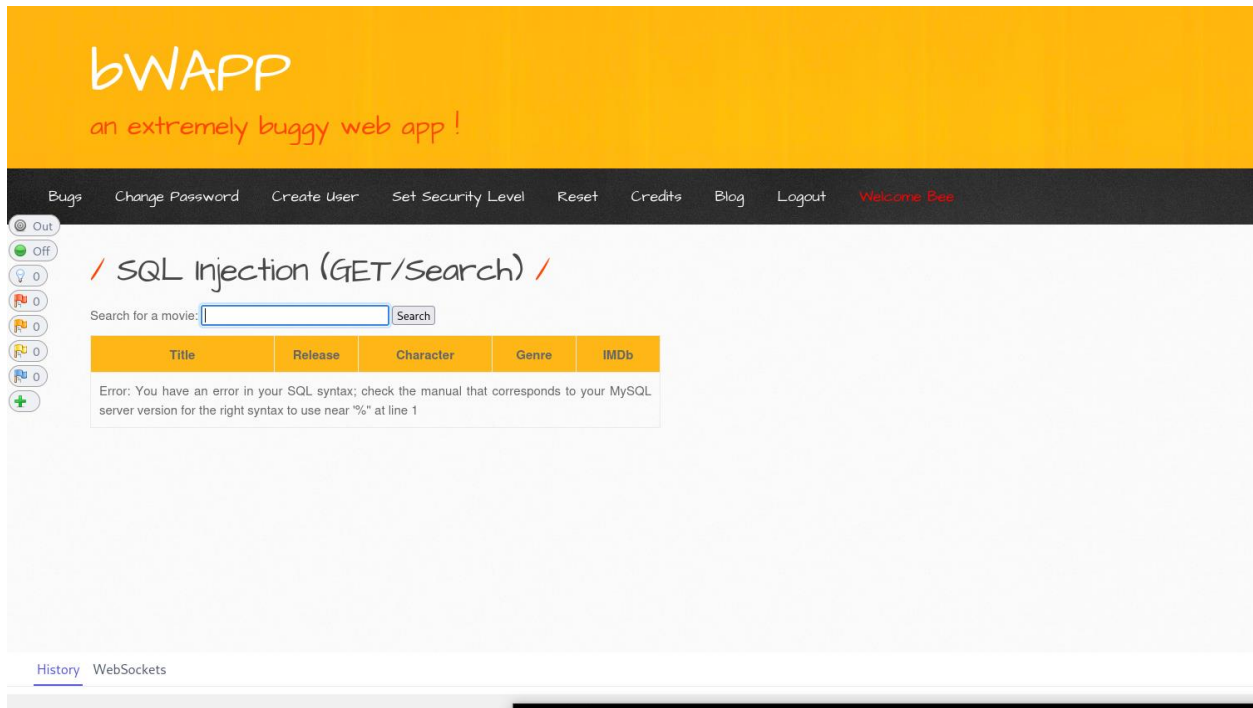 bWAPP
an extremely buggy web app !
Bugs Change Password Create User Set Security Level Reset Credits Blog Logout Welcome Bee
Out
Off
0
0
0
0
0
/ SQL Injection (GET/Search) /
Search for a movie: Search
Title Release Character Genre IMDb
Error: You have an error in your SQL syntax; check the manual that corresponds to your MySQL
server version for the right syntax to use near '%'' at line 1
History WebSockets